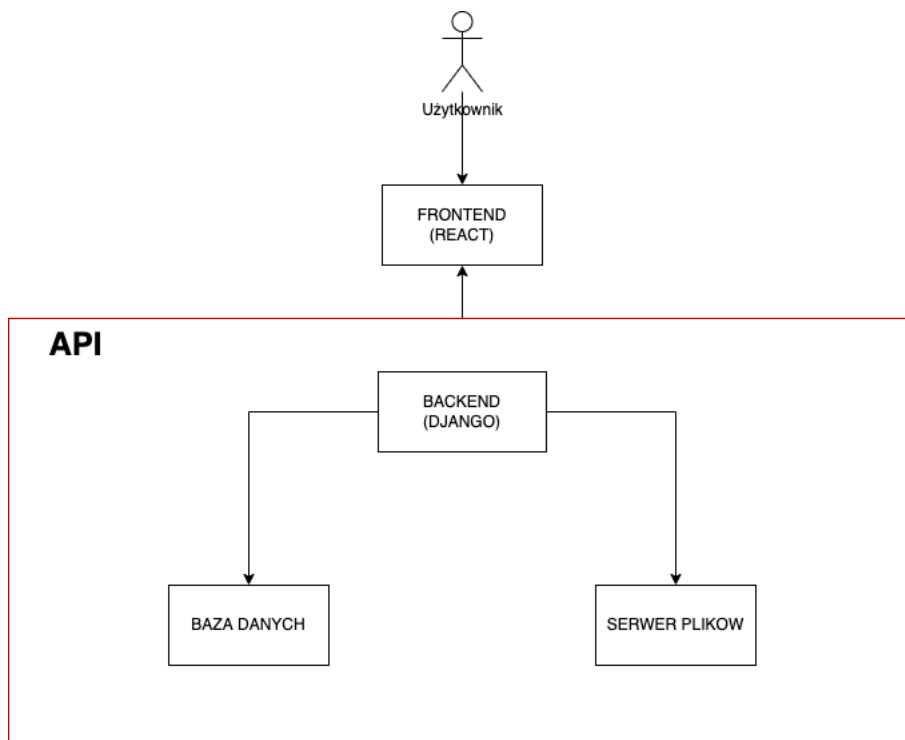 Użytkownik
FRONTEND
(REACT)
API
BACKEND
(DJANGO)
BAZA DANYCH
SERWER PLIKOW